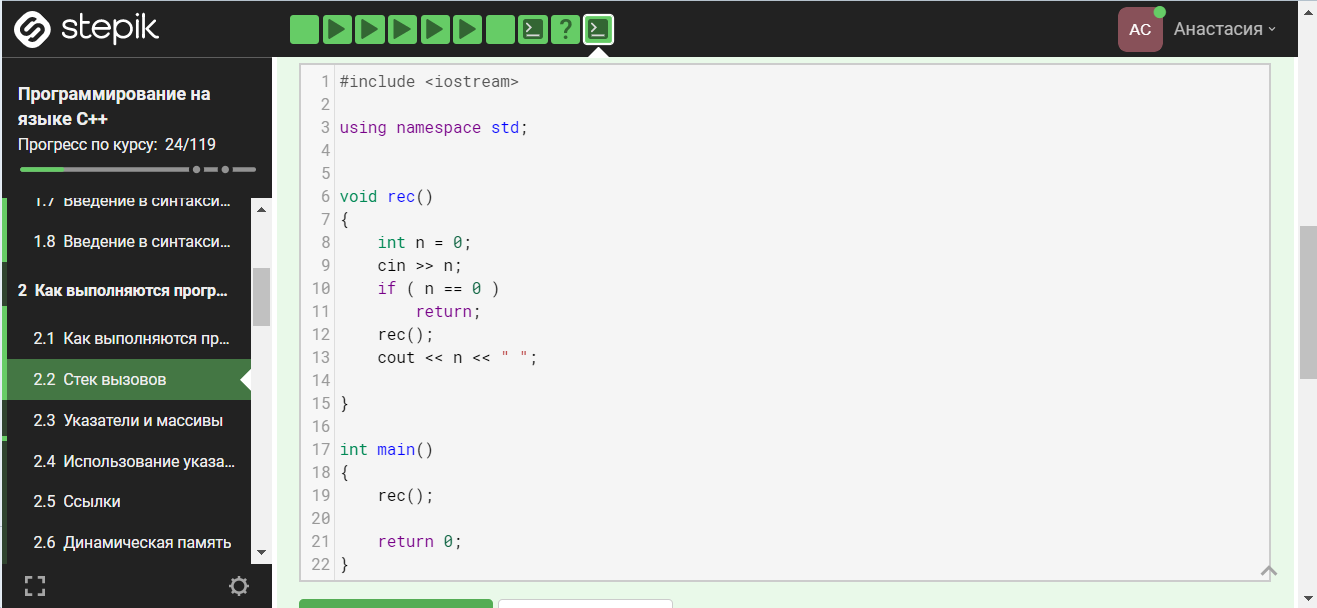 stepik
?
АС
Анастасия
Программирование на
языке C++
Прогресс по курсу: 24/119
1.7 Введение в синтакси...
1.8 Введение в синтакси...
2 Как выполняются прогр...
2.1 Как выполняются пр...
2.2 Стек вызовов
2.3 Указатели и массивы
2.4 Использование указа...
2.5 Ссылки
2.6 Динамическая память
1 #include <iostream>
2
3 using namespace std;
4
5
6 void rec()
7 {
8     int n = 0;
9     cin >> n;
10     if ( n == 0 )
11         return;
12     rec();
13     cout << n << " ";
14
15 }
16
17 int main()
18 {
19     rec();
20
21     return 0;
22 }